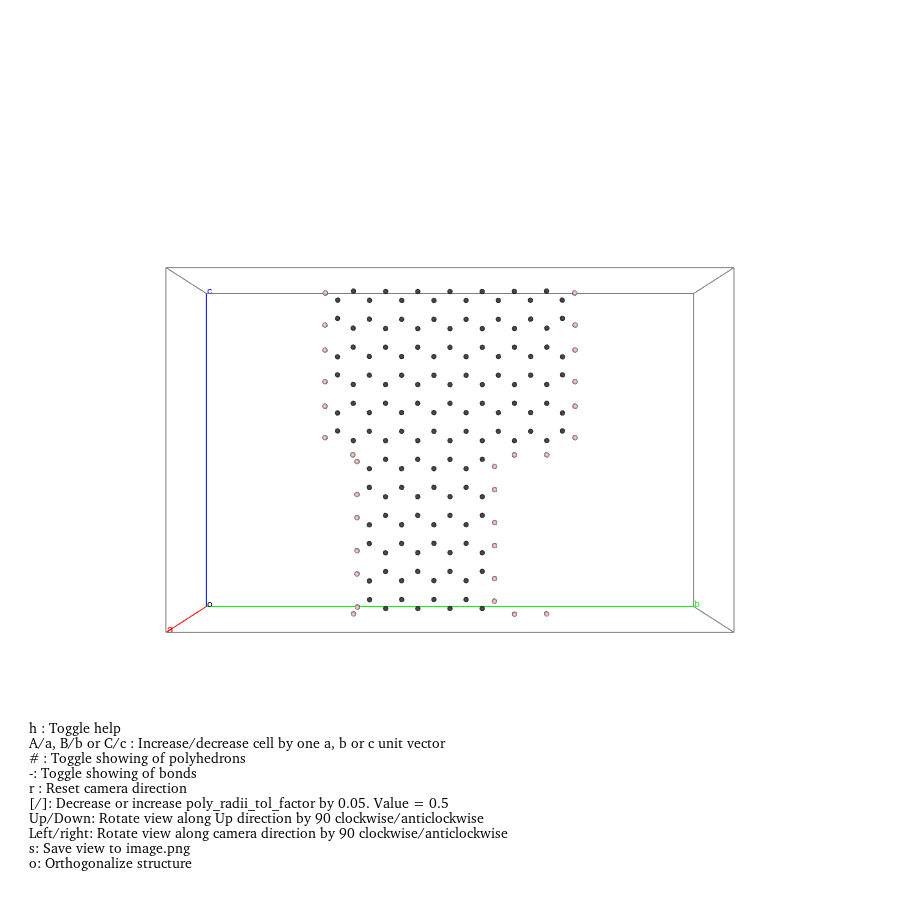 c
o
b
a
h : Toggle help
A/a, B/b or C/c : Increase/decrease cell by one a, b or c unit vector
# : Toggle showing of polyhedrons
-: Toggle showing of bonds
r : Reset camera direction
[/]: Decrease or increase poly_radii_tol_factor by 0.05. Value = 0.5
Up/Down: Rotate view along Up direction by 90 clockwise/anticlockwise
Left/right: Rotate view along camera direction by 90 clockwise/anticlockwise
s: Save view to image.png
o: Orthogonalize structure